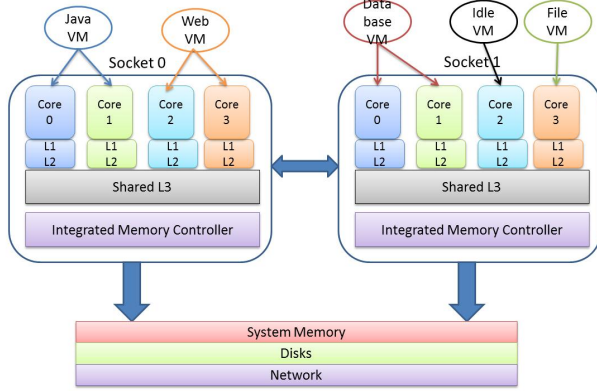 Java
VM
Web
VM
Data
base
VM
Idle
VM
File
VM
Socket 0
Socket 1
Core
0
Core
1
Core
2
Core
3
Core
0
Core
1
Core
2
Core
3
L1
L2
L1
L2
L1
L2
L1
L2
L1
L2
L1
L2
L1
L2
L1
L2
Shared L3
Shared L3
Integrated Memory Controller
Integrated Memory Controller
System Memory
Disks
Network